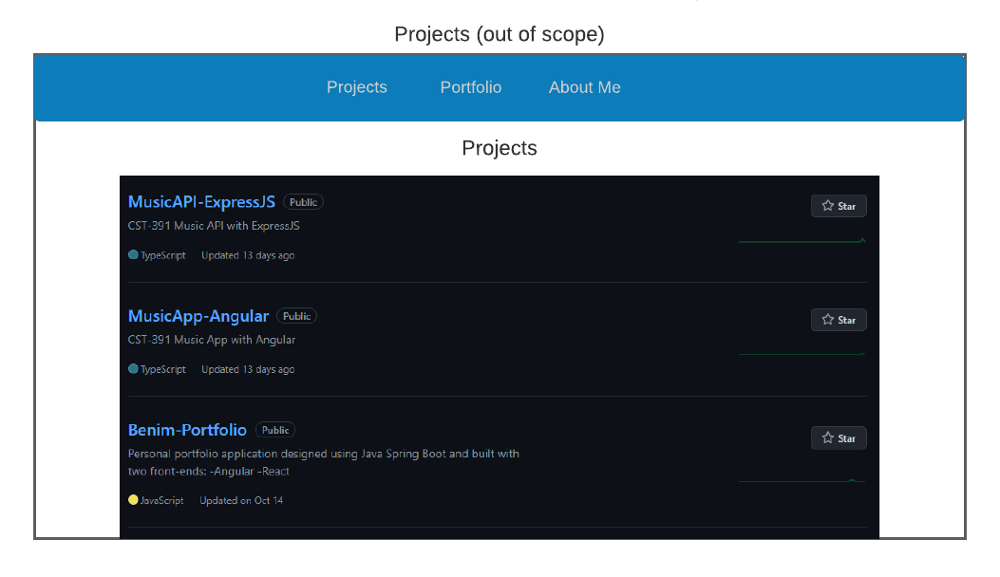 Projects (out of scope)
Projects Portfolio About Me
Projects
MusicAPI-ExpressJS Public
Star
CST-391 Music API with ExpressJS
TypeScript Updated 13 days ago
MusicApp-Angular Public
Star
CST-391 Music App with Angular
TypeScript Updated 13 days ago
Benim-Portfolio Public
Star
Personal portfolio application designed using Java Spring Boot and built with
two front-ends: -Angular -React
JavaScript Updated on Oct 14